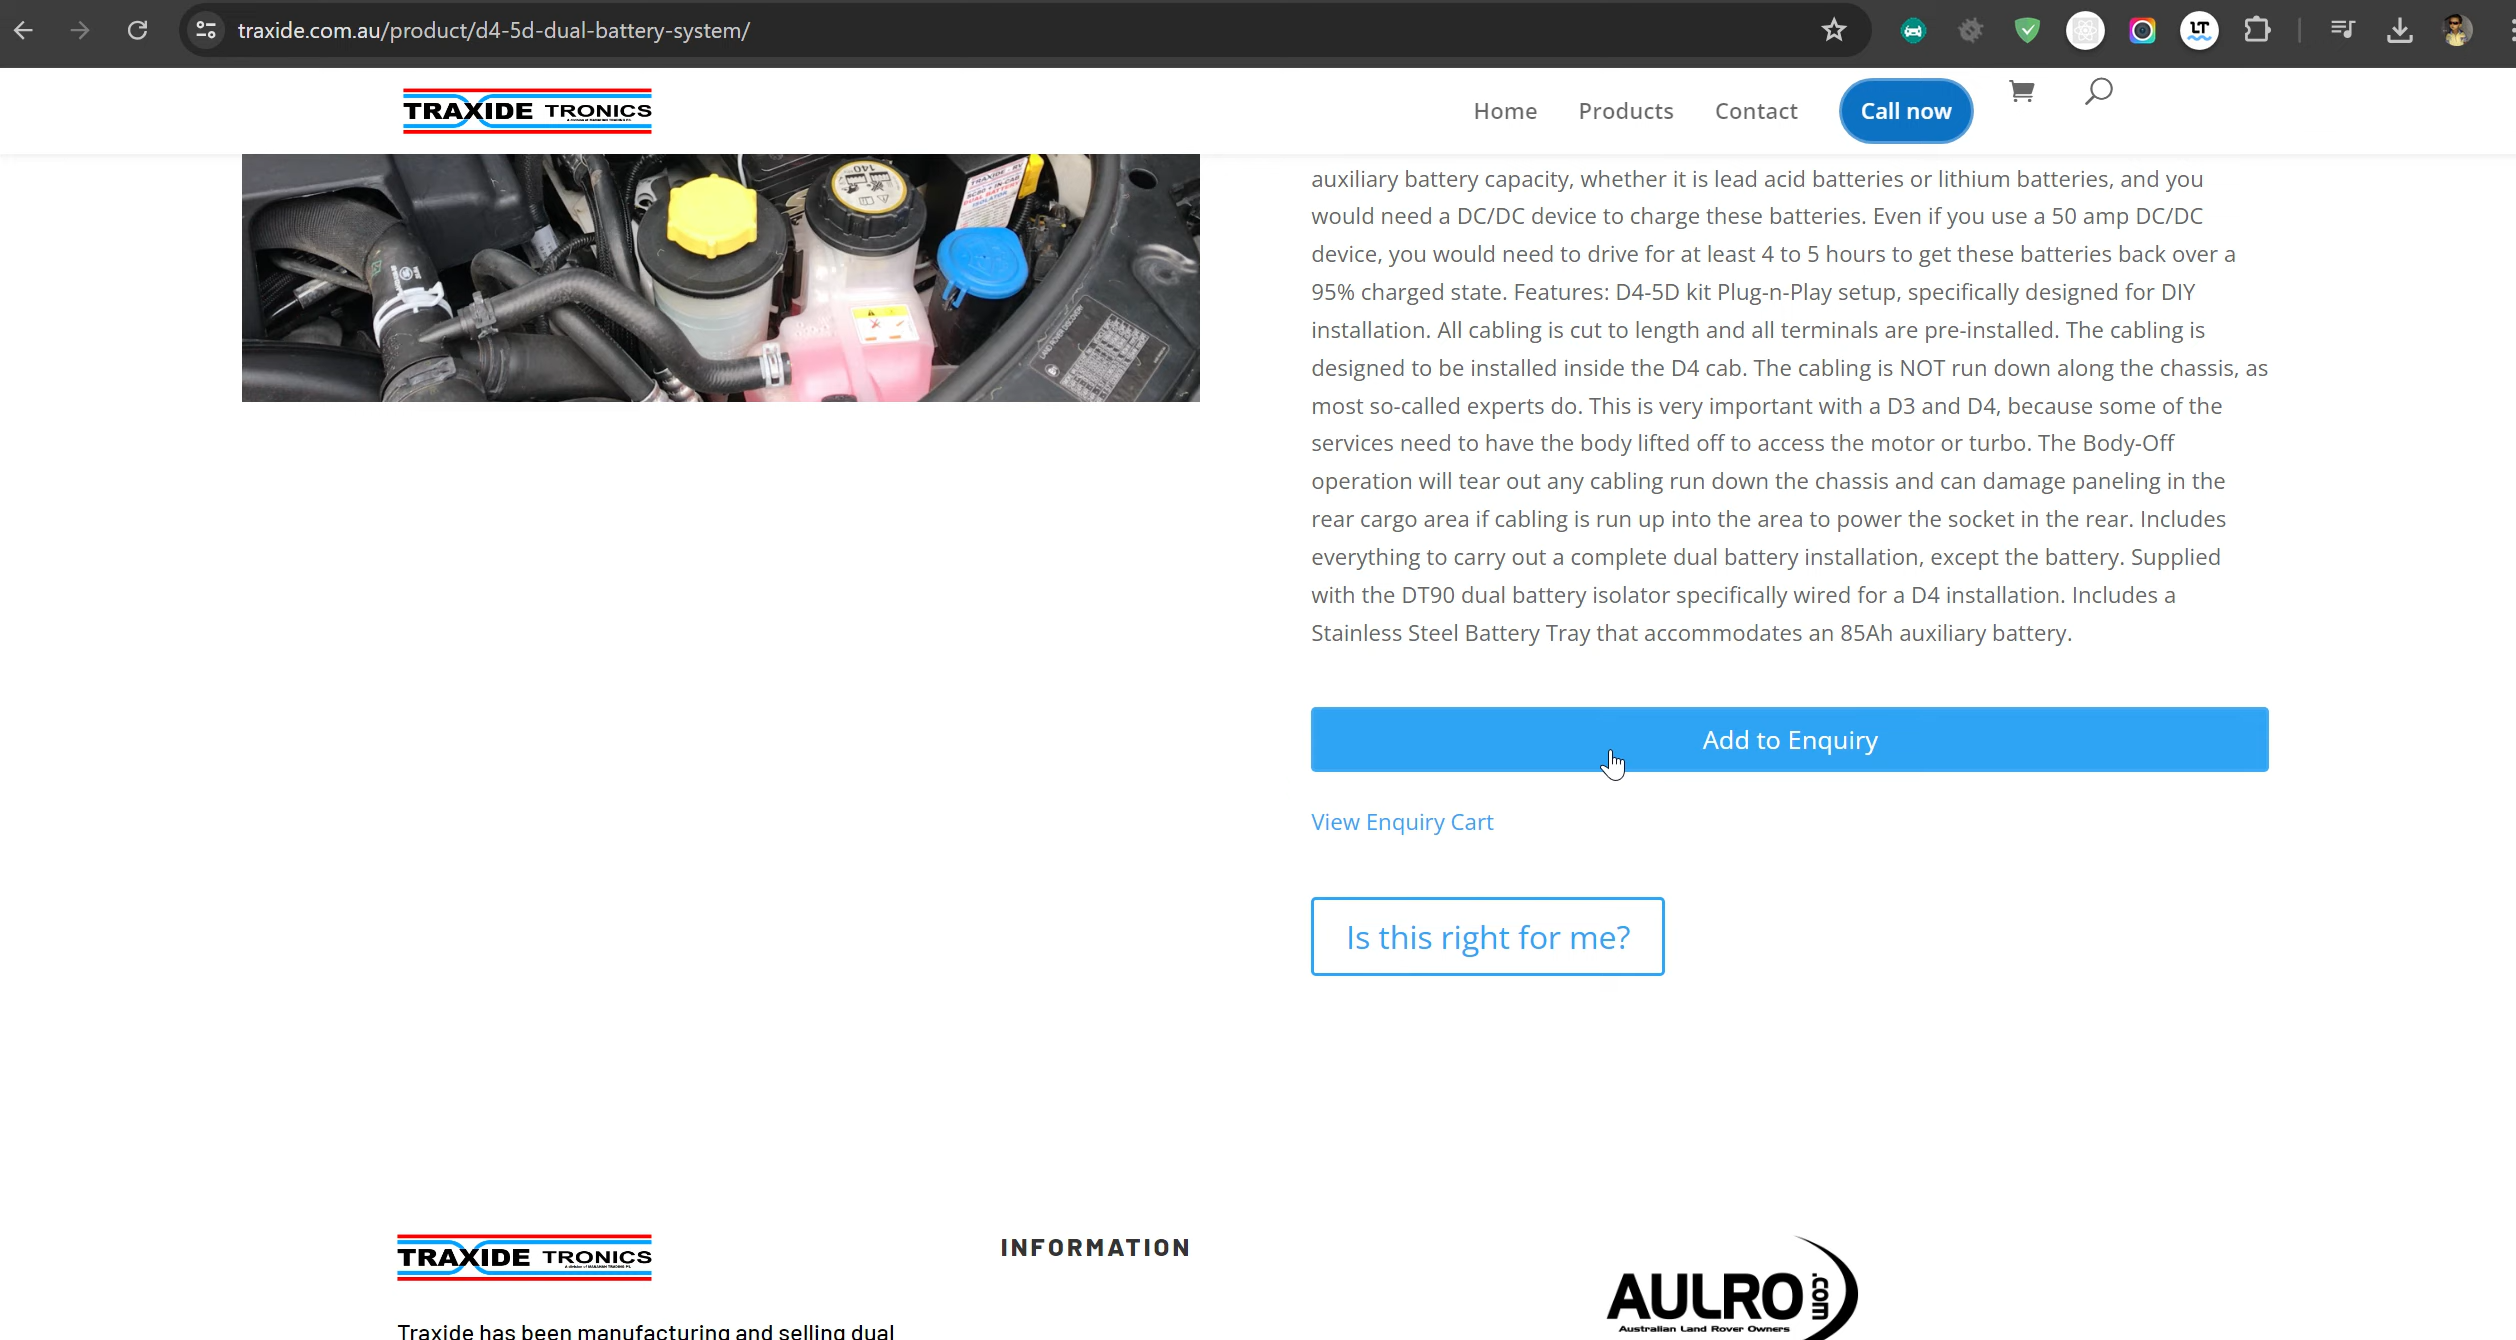 traxide.com.au/product/d4-5d-dual-battery-system/
LT
TRAXIDE TRONICS
Home
Products
Contact
Call now
140
auxiliary battery capacity, whether it is lead acid batteries or lithium batteries, and you
would need a DC/DC device to charge these batteries. Even if you use a 50 amp DC/DC
device, you would need to drive for at least 4 to 5 hours to get these batteries back over a
95% charged state. Features: D4-5D kit Plug-n-Play setup, specifically designed for DIY
installation. All cabling is cut to length and all terminals are pre-installed. The cabling is
designed to be installed inside the D4 cab. The cabling is NOT run down along the chassis, as
most so-called experts do. This is very important with a D3 and D4, because some of the
services need to have the body lifted off to access the motor or turbo. The Body-Off
operation will tear out any cabling run down the chassis and can damage paneling in the
rear cargo area if cabling is run up into the area to power the socket in the rear. Includes
everything to carry out a complete dual battery installation, except the battery. Supplied
with the DT90 dual battery isolator specifically wired for a D4 installation. Includes a
Stainless Steel Battery Tray that accommodates an 85Ah auxiliary battery.
Add to Enquiry
View Enquiry Cart
Is this right for me?
TRAXIDE TRONICS
INFORMATION
AULRO.com
Australian Land Rover Owners
Traxide has been manufacturing and selling dual